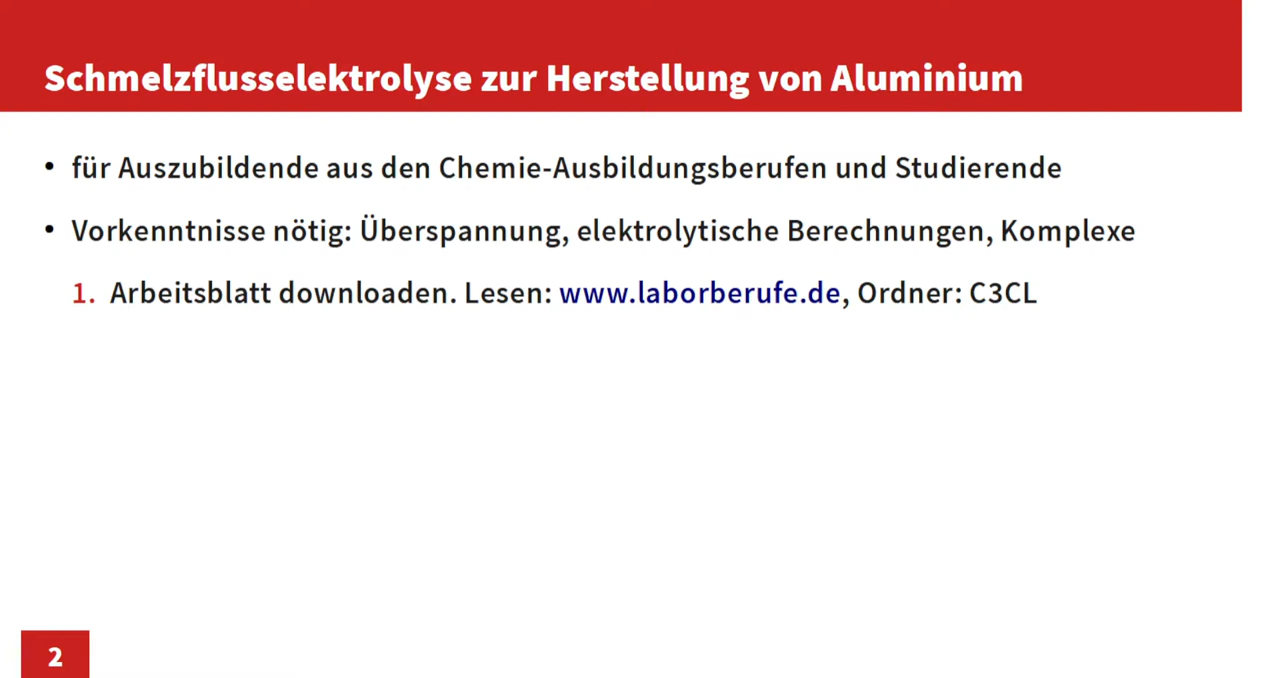 Schmelzflusselektrolyse zur Herstellung von Aluminium
• für Auszubildende aus den Chemie-Ausbildungsberufen und Studierende
• Vorkenntnisse nötig: Überspannung, elektrolytische Berechnungen, Komplexe
1. Arbeitsblatt downloaden. Lesen: www.laborberufe.de, Ordner: C3CL
2